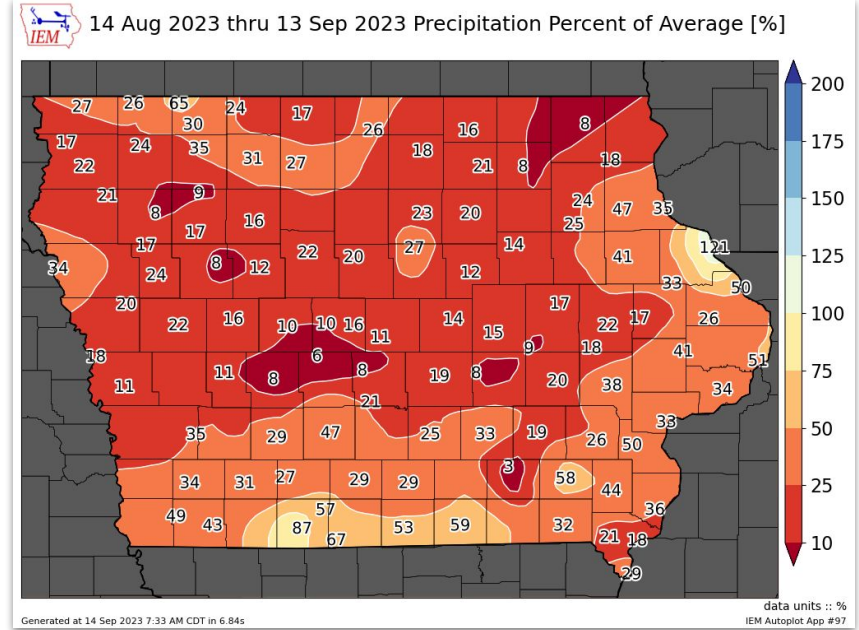 IEM
14 Aug 2023 thru 13 Sep 2023 Precipitation Percent of Average [%]
27 26 65 24 17 26 16 8
30
17 24 35 31 27 18 21 8 18
22
21 8 9 24 47 35
17 16 23 20 25
17 22 20 27 14 41 121
34 24 8 12 12 33 50
20 17
22 16 10 10 16 11 14 15 22 17 26
18 6 9 18 41 51
11 11 8 8 19 8 20 38 34
21 33
35 29 47 25 33 19 26 50
3
34 31 27 29 29 58 44
49 43 57 36
87 67 53 59 32 21 18
29
200
175
150
125
100
75
50
25
10
data units :: %
Generated at 14 Sep 2023 7:33 AM CDT in 6.84s
IEM Autoplot App #97